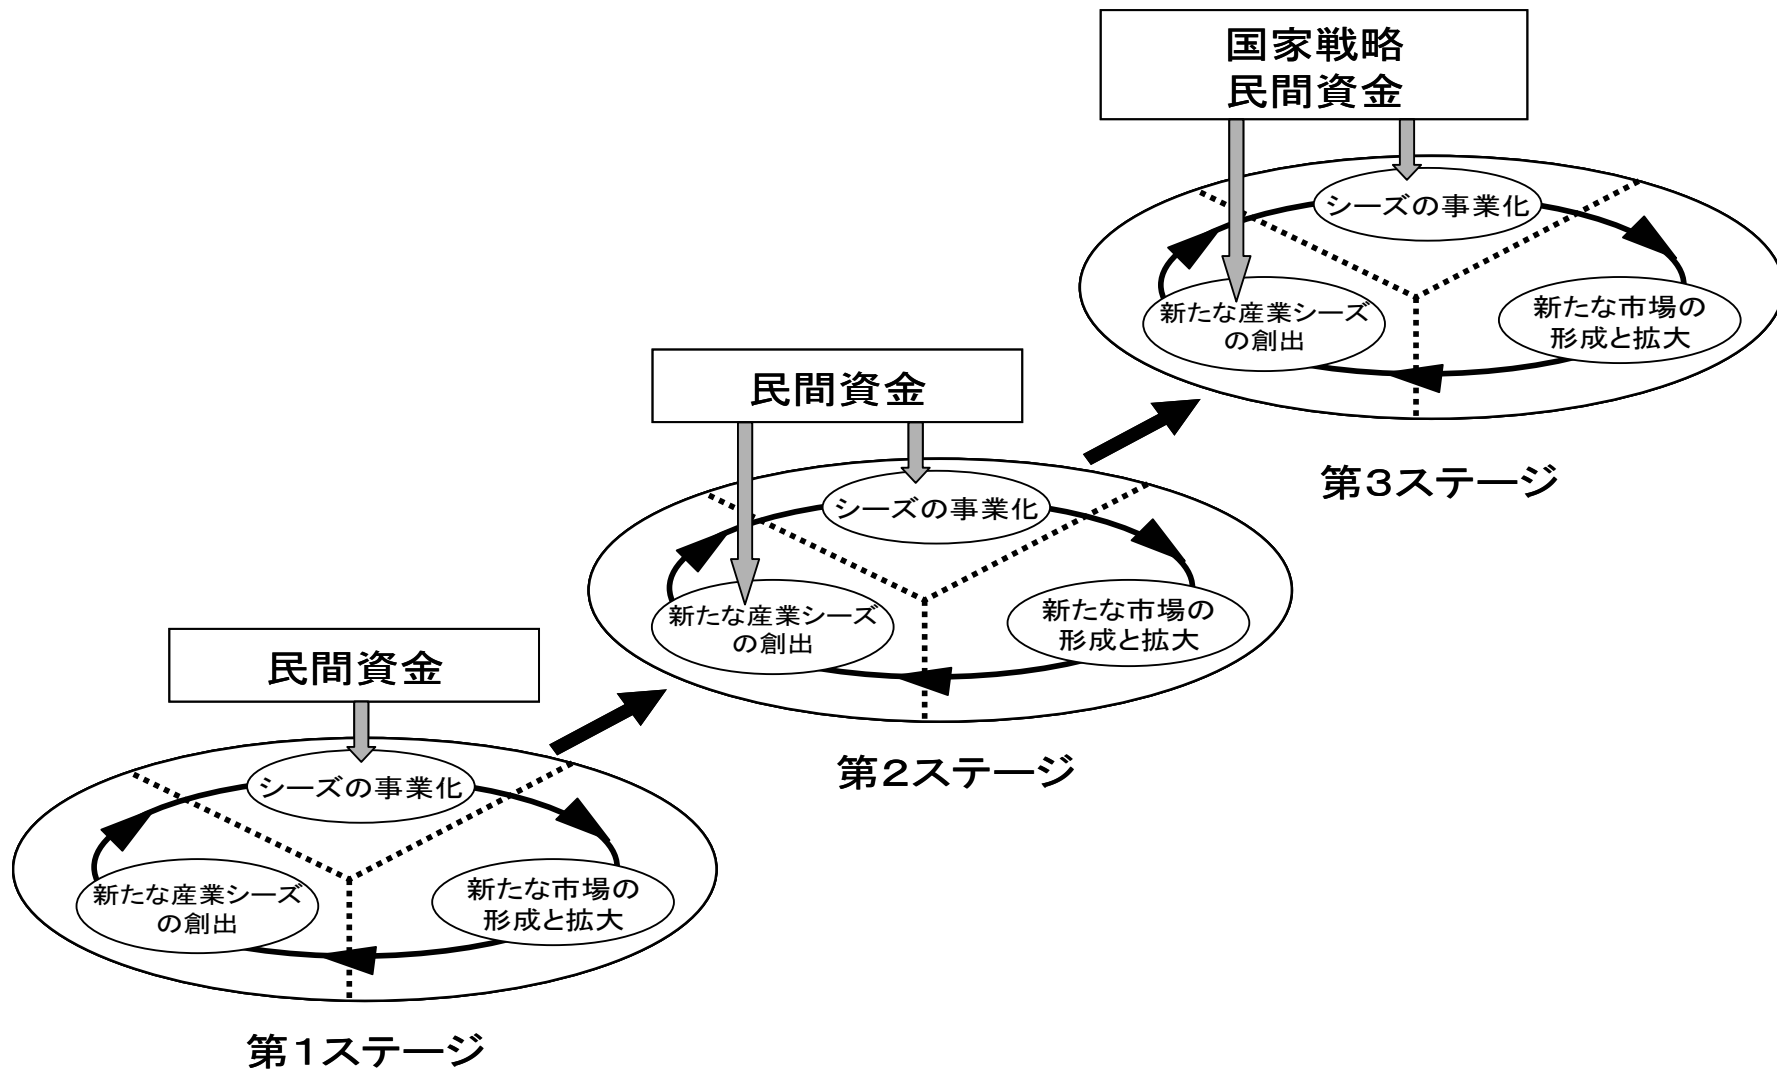 国家戦略
民間資金
シーズの事業化
新たな産業シーズ
の創出
新たな市場の
形成と拡大
第3ステージ
民間資金
シーズの事業化
新たな産業シーズ
の創出
新たな市場の
形成と拡大
第2ステージ
民間資金
シーズの事業化
新たな産業シーズ
の創出
新たな市場の
形成と拡大
第1ステージ